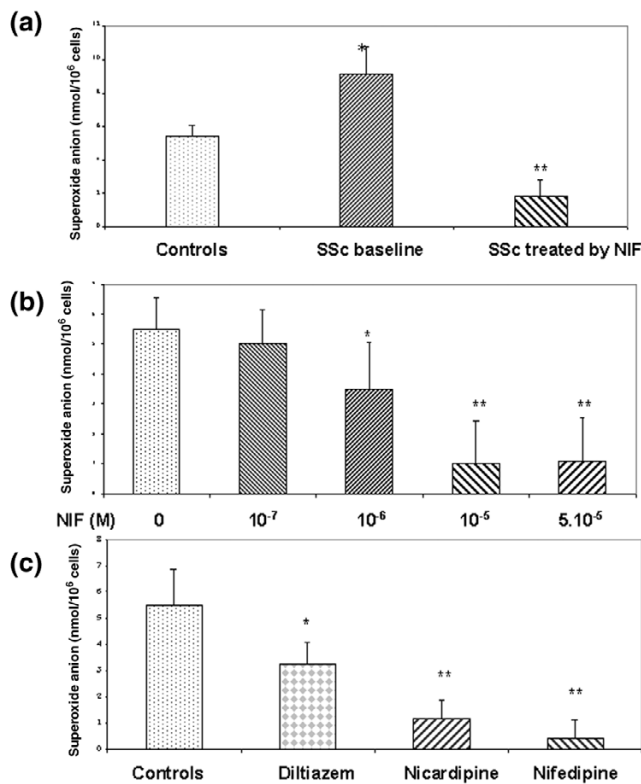 (a)
Superoxide anion (nmol/10⁶ cells)
*
**
Controls SSc baseline SSc treated by NIF
(b)
Superoxide anion (nmol/10⁶ cells)
*
** **
NIF (M) 0 10⁻⁷ 10⁻⁶ 10⁻⁵ 5.10⁻⁵
(c)
Superoxide anion (nmol/10⁶ cells)
8
7
6
5
4
3
2
1
0
*
**
**
Controls Diltiazem Nicardipine Nifedipine